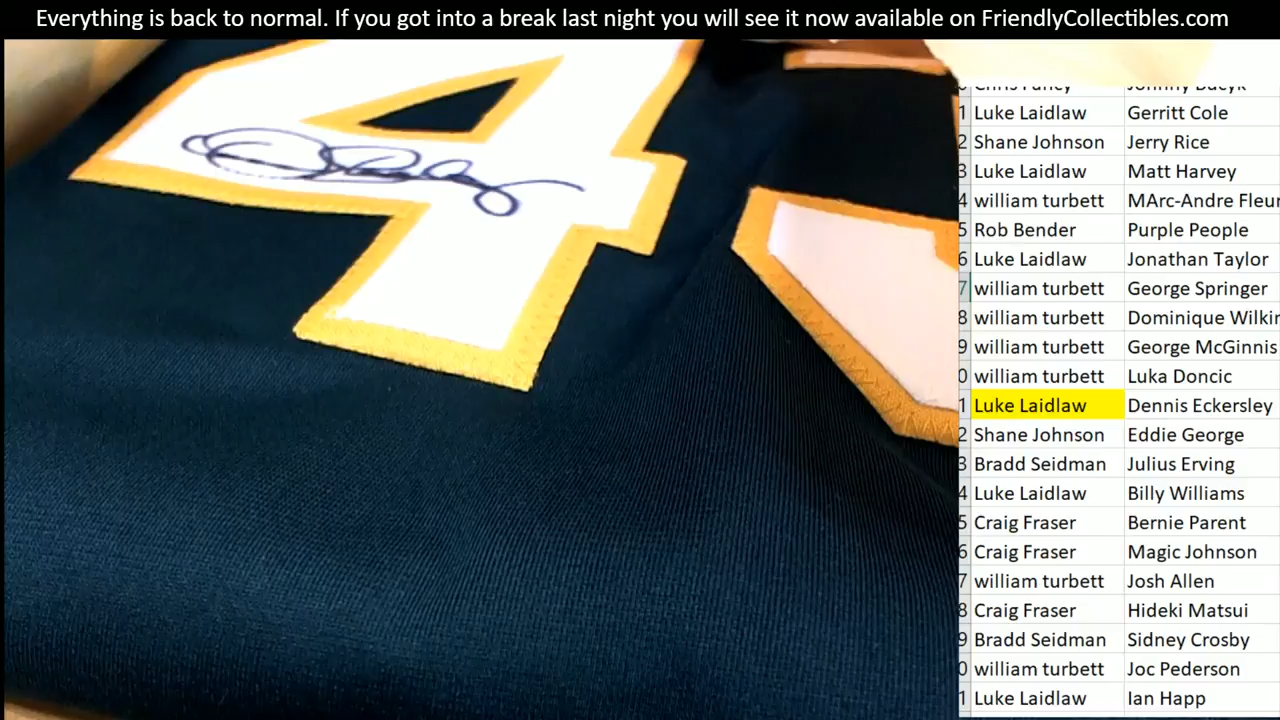 Everything is back to normal. If you got into a break last night you will see it now available on FriendlyCollectibles.com
4
1 Luke Laidlaw Gerritt Cole
2 Shane Johnson Jerry Rice
3 Luke Laidlaw Matt Harvey
4 william turbett MArc-Andre Fleur
5 Rob Bender Purple People
6 Luke Laidlaw Jonathan Taylor
7 william turbett George Springer
8 william turbett Dominique Wilkin
9 william turbett George McGinnis
0 william turbett Luka Doncic
1 Luke Laidlaw Dennis Eckersley
2 Shane Johnson Eddie George
3 Bradd Seidman Julius Erving
4 Luke Laidlaw Billy Williams
5 Craig Fraser Bernie Parent
6 Craig Fraser Magic Johnson
7 william turbett Josh Allen
8 Craig Fraser Hideki Matsui
9 Bradd Seidman Sidney Crosby
0 william turbett Joc Pederson
1 Luke Laidlaw Ian Happ